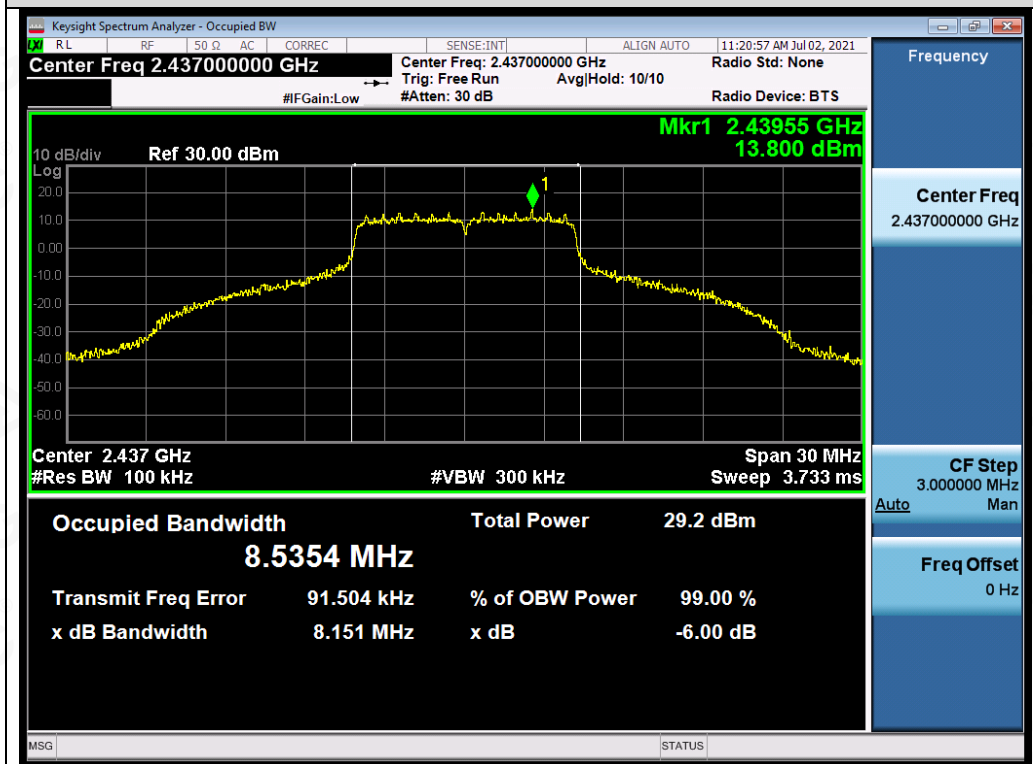 Keysight Spectrum Analyzer - Occupied BW
LXI RL RF 50 Ω AC CORREC SENSE:INT ALIGN AUTO 11:20:57 AM Jul 02, 2021
Center Freq 2.437000000 GHz
Center Freq: 2.437000000 GHz Radio Std: None
Trig: Free Run Avg|Hold: 10/10
#IFGain:Low #Atten: 30 dB Radio Device: BTS
Mkr1 2.43955 GHz
13.800 dBm
10 dB/div Ref 30.00 dBm
Log
20.0
10.0
0.00
-10.0
-20.0
-30.0
-40.0
-50.0
-60.0
1
Center 2.437 GHz Span 30 MHz
#Res BW 100 kHz #VBW 300 kHz Sweep 3.733 ms
Occupied Bandwidth Total Power 29.2 dBm
8.5354 MHz
Transmit Freq Error 91.504 kHz % of OBW Power 99.00 %
x dB Bandwidth 8.151 MHz x dB -6.00 dB
Frequency
Center Freq
2.437000000 GHz
CF Step
3.000000 MHz
Auto Man
Freq Offset
0 Hz
MSG STATUS